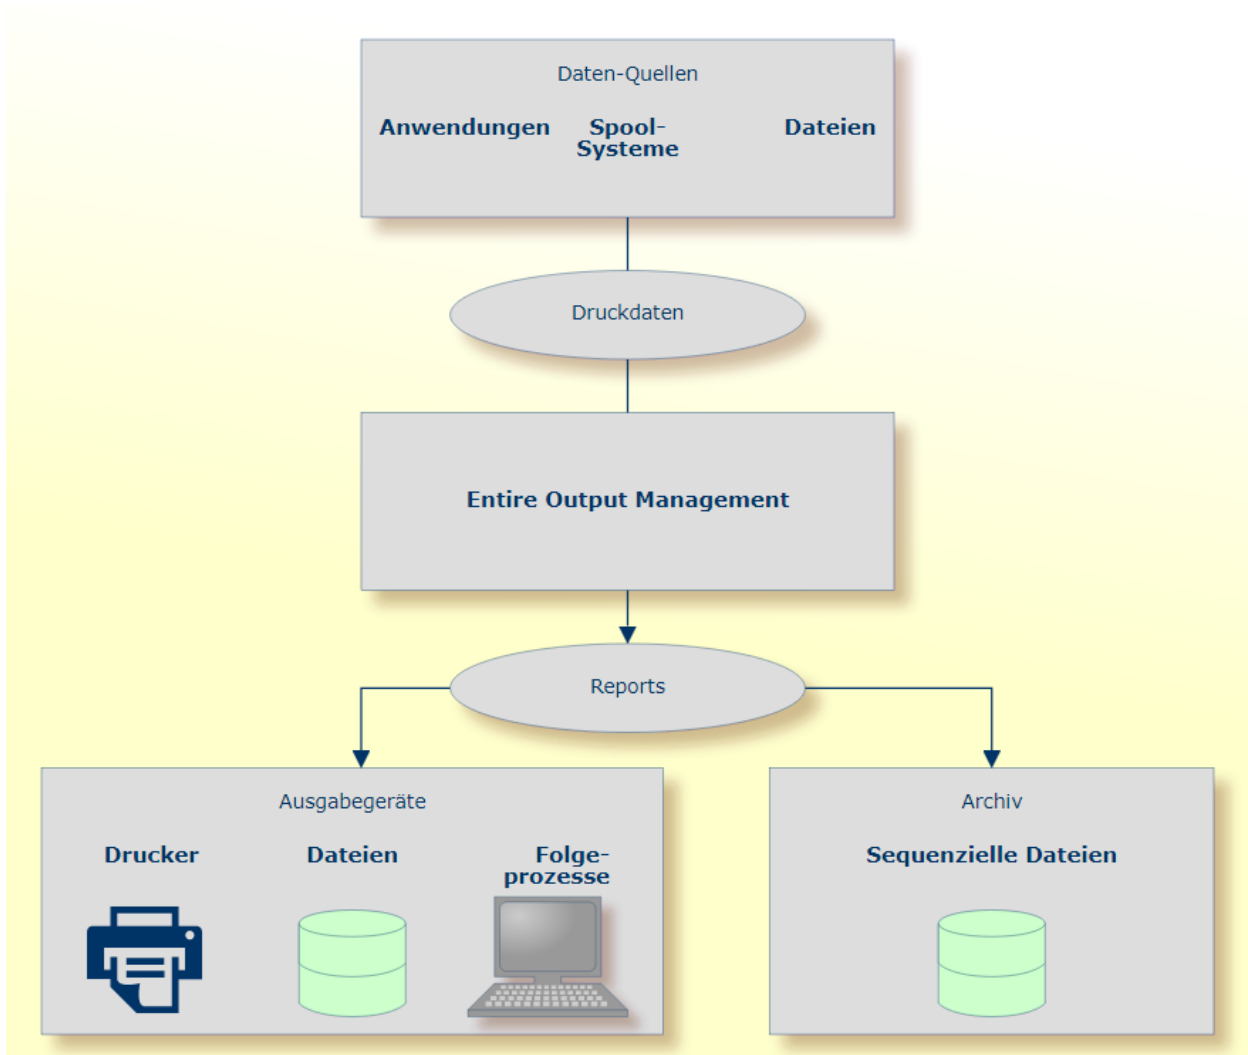 Daten-Quellen
Anwendungen
Spool-
Systeme
Dateien
Druckdaten
Entire Output Management
Reports
Ausgabegeräte
Drucker
Dateien
Folge-
prozesse
Archiv
Sequenzielle Dateien